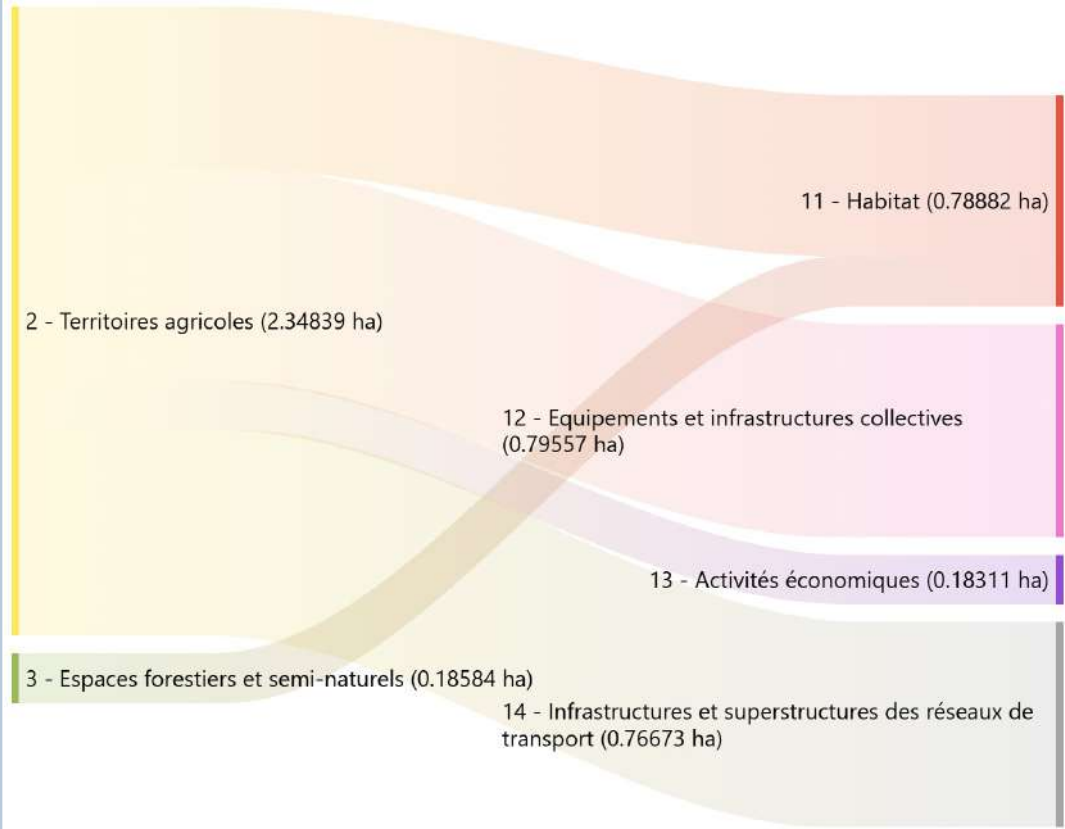 11 - Habitat (0.78882 ha)
2 - Territoires agricoles (2.34839 ha)
12 - Equipements et infrastructures collectives
(0.79557 ha)
13 - Activités économiques (0.18311 ha)
3 - Espaces forestiers et semi-naturels (0.18584 ha)
14 - Infrastructures et superstructures des réseaux de
transport (0.76673 ha)